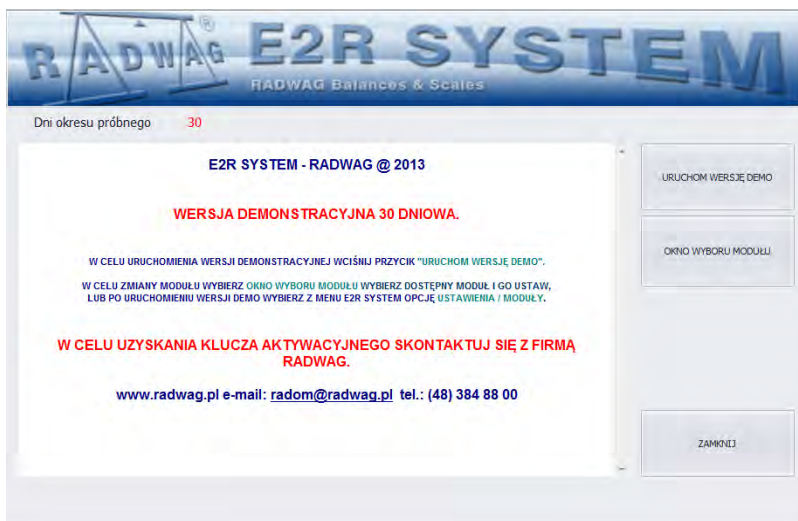 RADWAG ®
E2R SYSTEM
RADWAG Balances & Scales
Dni okresu próbnego 30
E2R SYSTEM - RADWAG @ 2013
WERSJA DEMONSTRACYJNA 30 DNIOWA.
W CELU URUCHOMIENIA WERSJI DEMONSTRACYJNEJ WCIŚNIJ PRZYCIK "URUCHOM WERSJĘ DEMO".
W CELU ZMIANY MODUŁU WYBIERZ OKNO WYBORU MODUŁU WYBIERZ DOSTĘPNY MODUŁ I GO USTAW,
LUB PO URUCHOMIENIU WERSJI DEMO WYBIERZ Z MENU E2R SYSTEM OPCJĘ USTAWIENIA / MODUŁY.
W CELU UZYSKANIA KLUCZA AKTYWACYJNEGO SKONTAKTUJ SIĘ Z FIRMĄ
RADWAG.
www.radwag.pl e-mail: radom@radwag.pl tel.: (48) 384 88 00
URUCHOM WERSJĘ DEMO
OKNO WYBORU MODUŁU
ZAMKNIJ